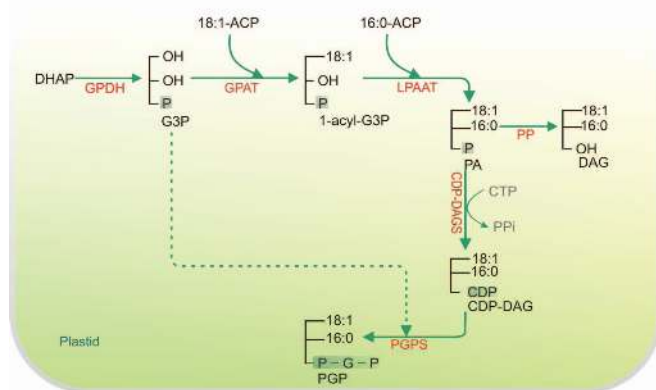 18:1-ACP
16:0-ACP
DHAP
GPDH
OH
OH
P
G3P
GPAT
18:1
OH
P
1-acyl-G3P
LPAAT
18:1
16:0
P
PA
PP
18:1
16:0
OH
DAG
CDP-DAGS
CTP
PPi
18:1
16:0
CDP
CDP-DAG
PGPS
18:1
16:0
P - G - P
PGP
Plastid